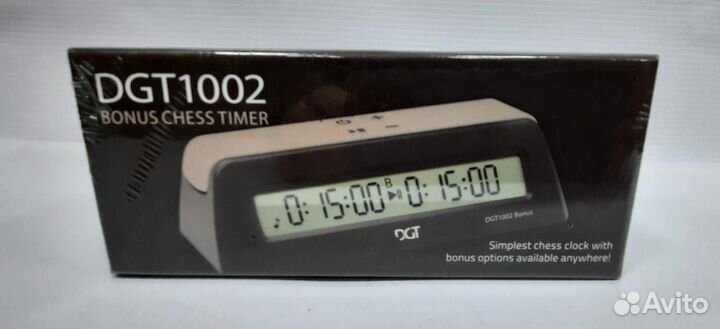 DGT1002
BONUS CHESS TIMER
B
0:15:00 0:15:00
DGT1002 Bonus
DGT
Simplest chess clock with
bonus options available anywhere!
Avito